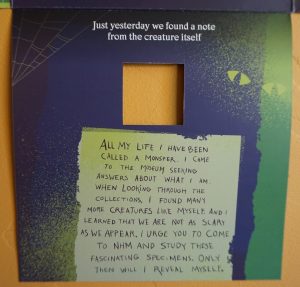 Just yesterday we found a note
from the creature itself
ALL MY LIFE I HAVE BEEN
CALLED A MONSTER. I COME
TO THE MUSEUM SEEKING
ANSWERS ABOUT WHAT I AM
WHEN LOOKING THROUGH THE
COLLECTIONS, I FOUND MANY
MORE CREATURES LIKE MYSELF. AND I
LEARNED THAT WE ARE NOT AS SCARY
AS WE APPEAR. I URGE YOU TO COME
TO NHM AND STUDY THESE
FASCINATING SPECIMENS. ONLY
THEN WILL I REVEAL MYSELF.